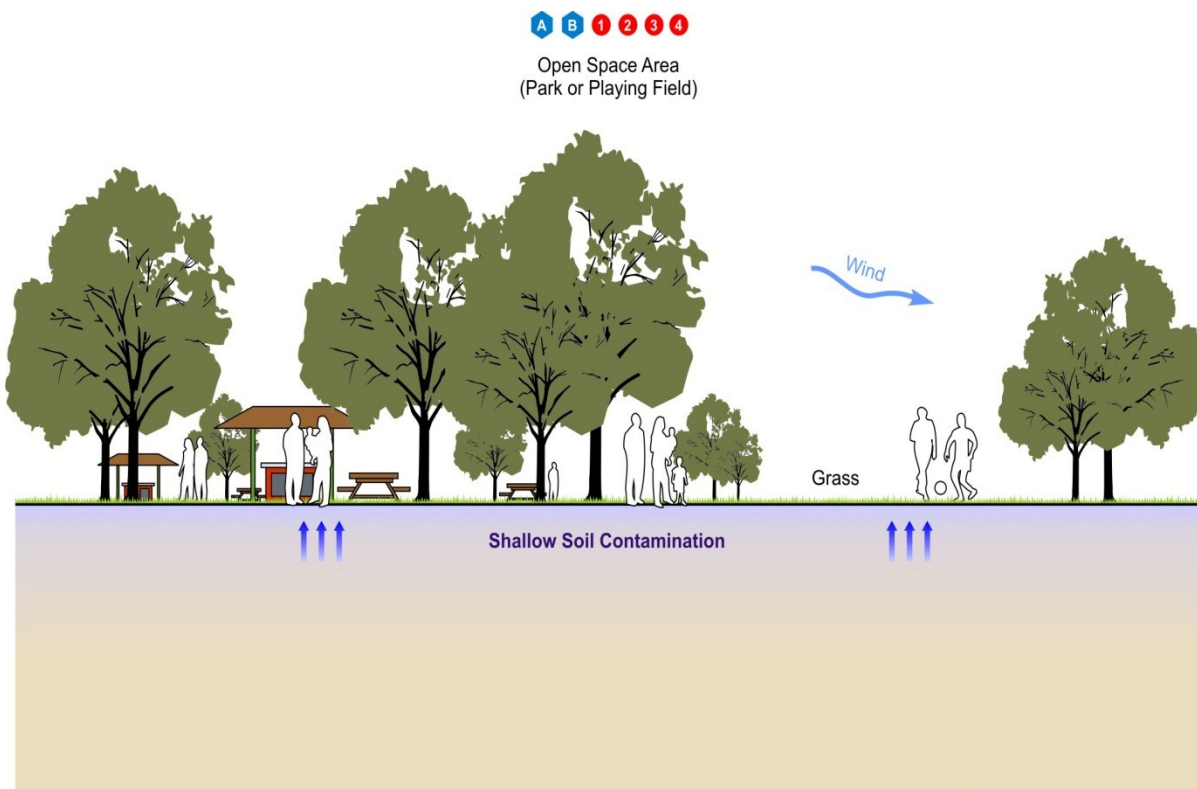 A B 1 2 3 4
Open Space Area
(Park or Playing Field)
Wind
Grass
Shallow Soil Contamination